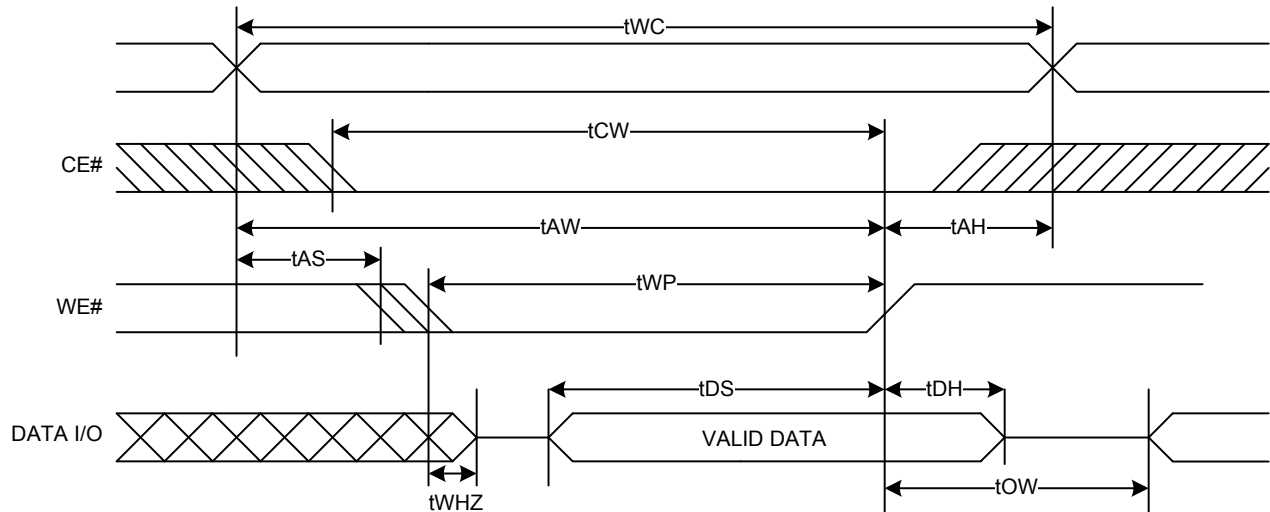 tWC
tCW
CE#
tAW
tAH
tAS
tWP
WE#
tDS
tDH
DATA I/O
VALID DATA
tWHZ
tOW